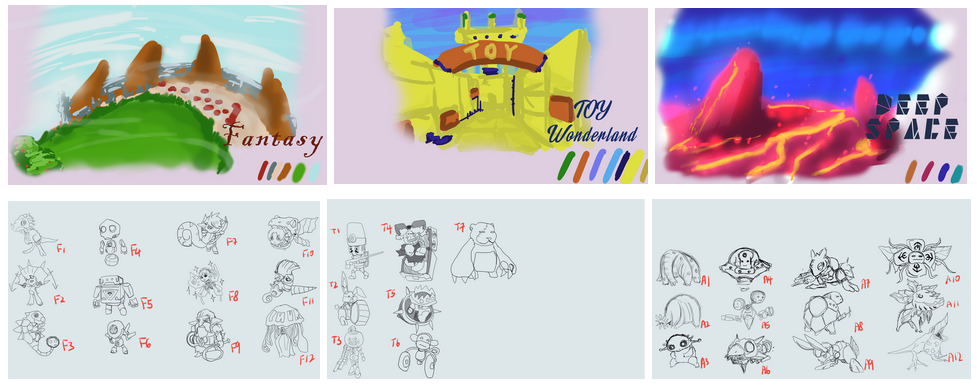 Fantasy
TOY
TOY
Wonderland
DEEP
SPACE
F1
F4
F7
F10
F2
F5
F8
F11
F3
F6
F9
F12
T1
T4
T7
T2
T5
T3
T6
A1
A4
A7
A10
A2
A5
A8
A11
A3
A6
A9
A12